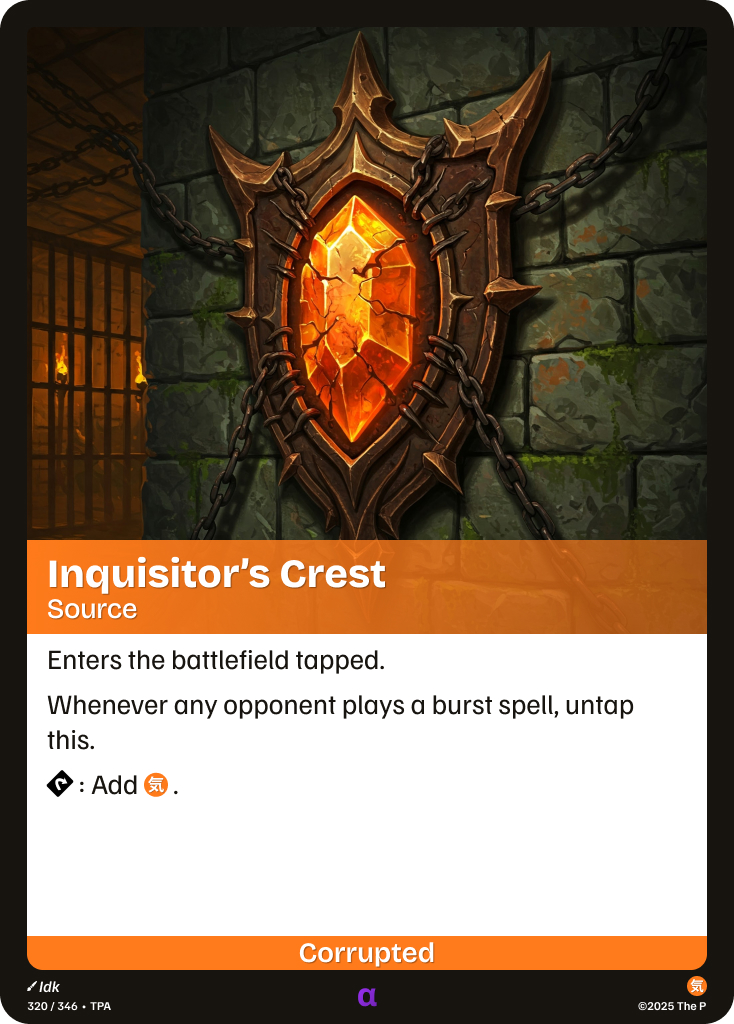 Inquisitor's Crest
Source
Enters the battlefield tapped.
Whenever any opponent plays a burst spell, untap
this.
: Add 気 .
Corrupted
Idk
320 / 346 • TPA
α
気
©2025 The P